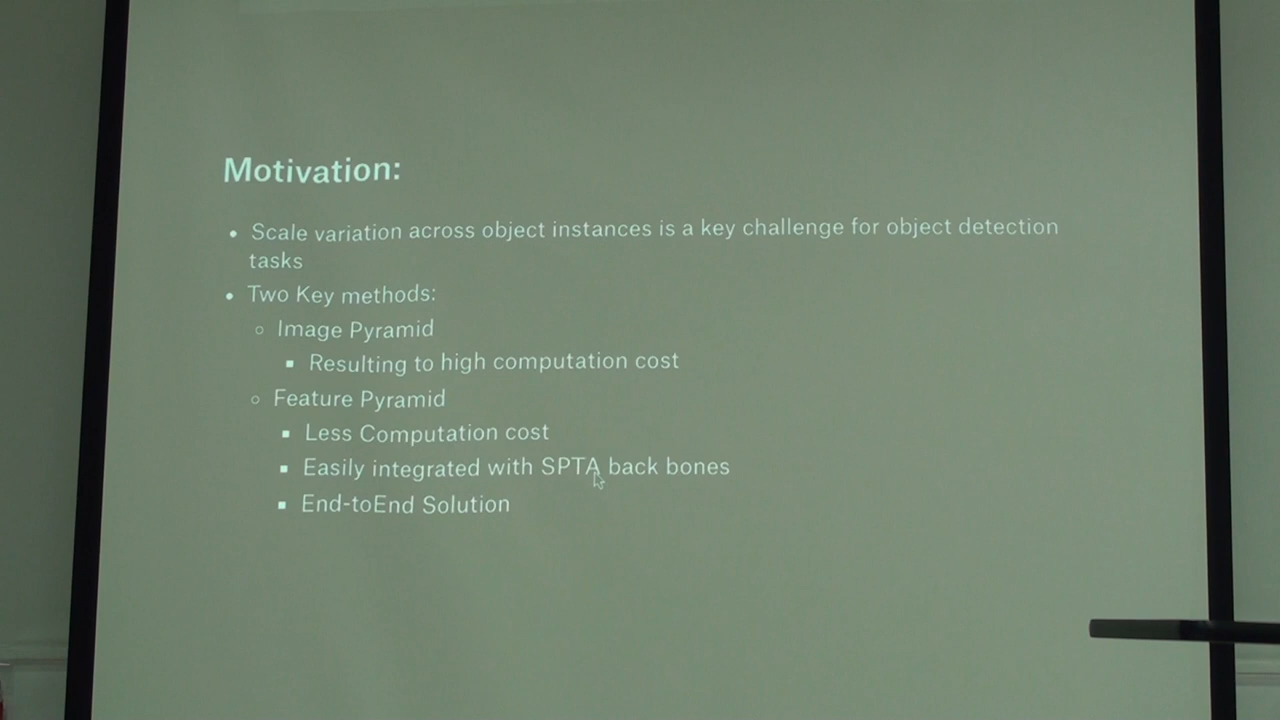 Motivation:
• Scale variation across object instances is a key challenge for object detection
tasks
• Two Key methods:
○ Image Pyramid
▪ Resulting to high computation cost
○ Feature Pyramid
▪ Less Computation cost
▪ Easily integrated with SPTA back bones
▪ End-toEnd Solution